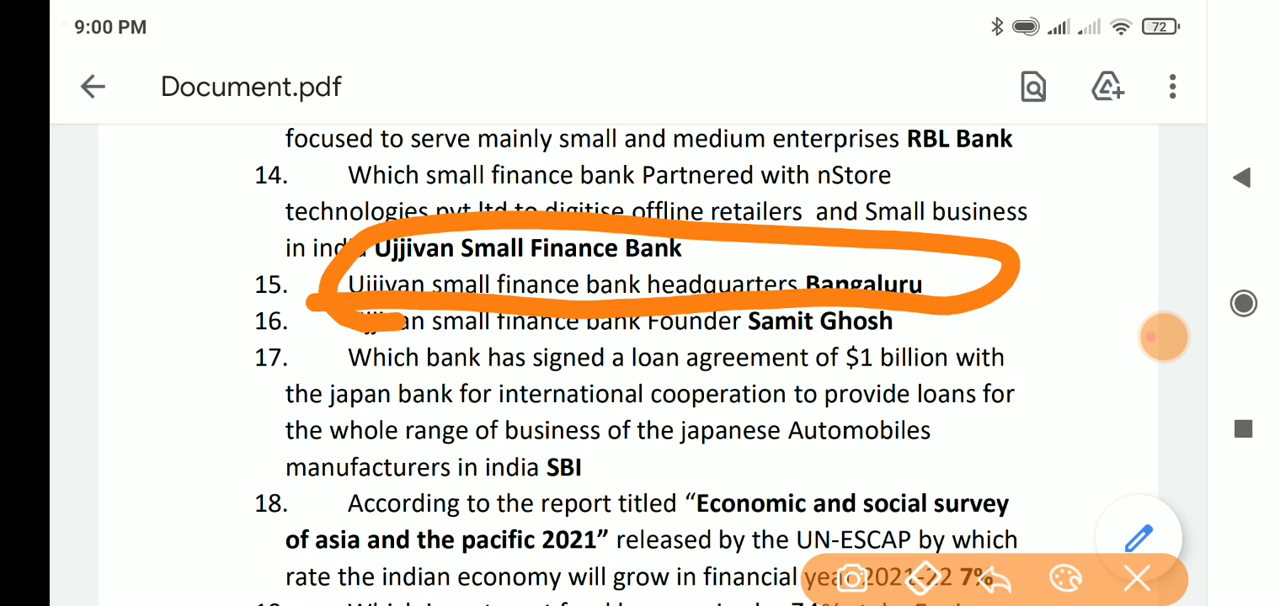 9:00 PM
72
Document.pdf
focused to serve mainly small and medium enterprises RBL Bank
14. Which small finance bank Partnered with nStore
technologies pvt ltd to digitise offline retailers and Small business
in india Ujjivan Small Finance Bank
15. Ujjivan small finance bank headquarters Bangaluru
16. Ujjivan small finance bank Founder Samit Ghosh
17. Which bank has signed a loan agreement of $1 billion with
the japan bank for international cooperation to provide loans for
the whole range of business of the japanese Automobiles
manufacturers in india SBI
18. According to the report titled “Economic and social survey
of asia and the pacific 2021” released by the UN-ESCAP by which
rate the indian economy will grow in financial year 2021-22 7%